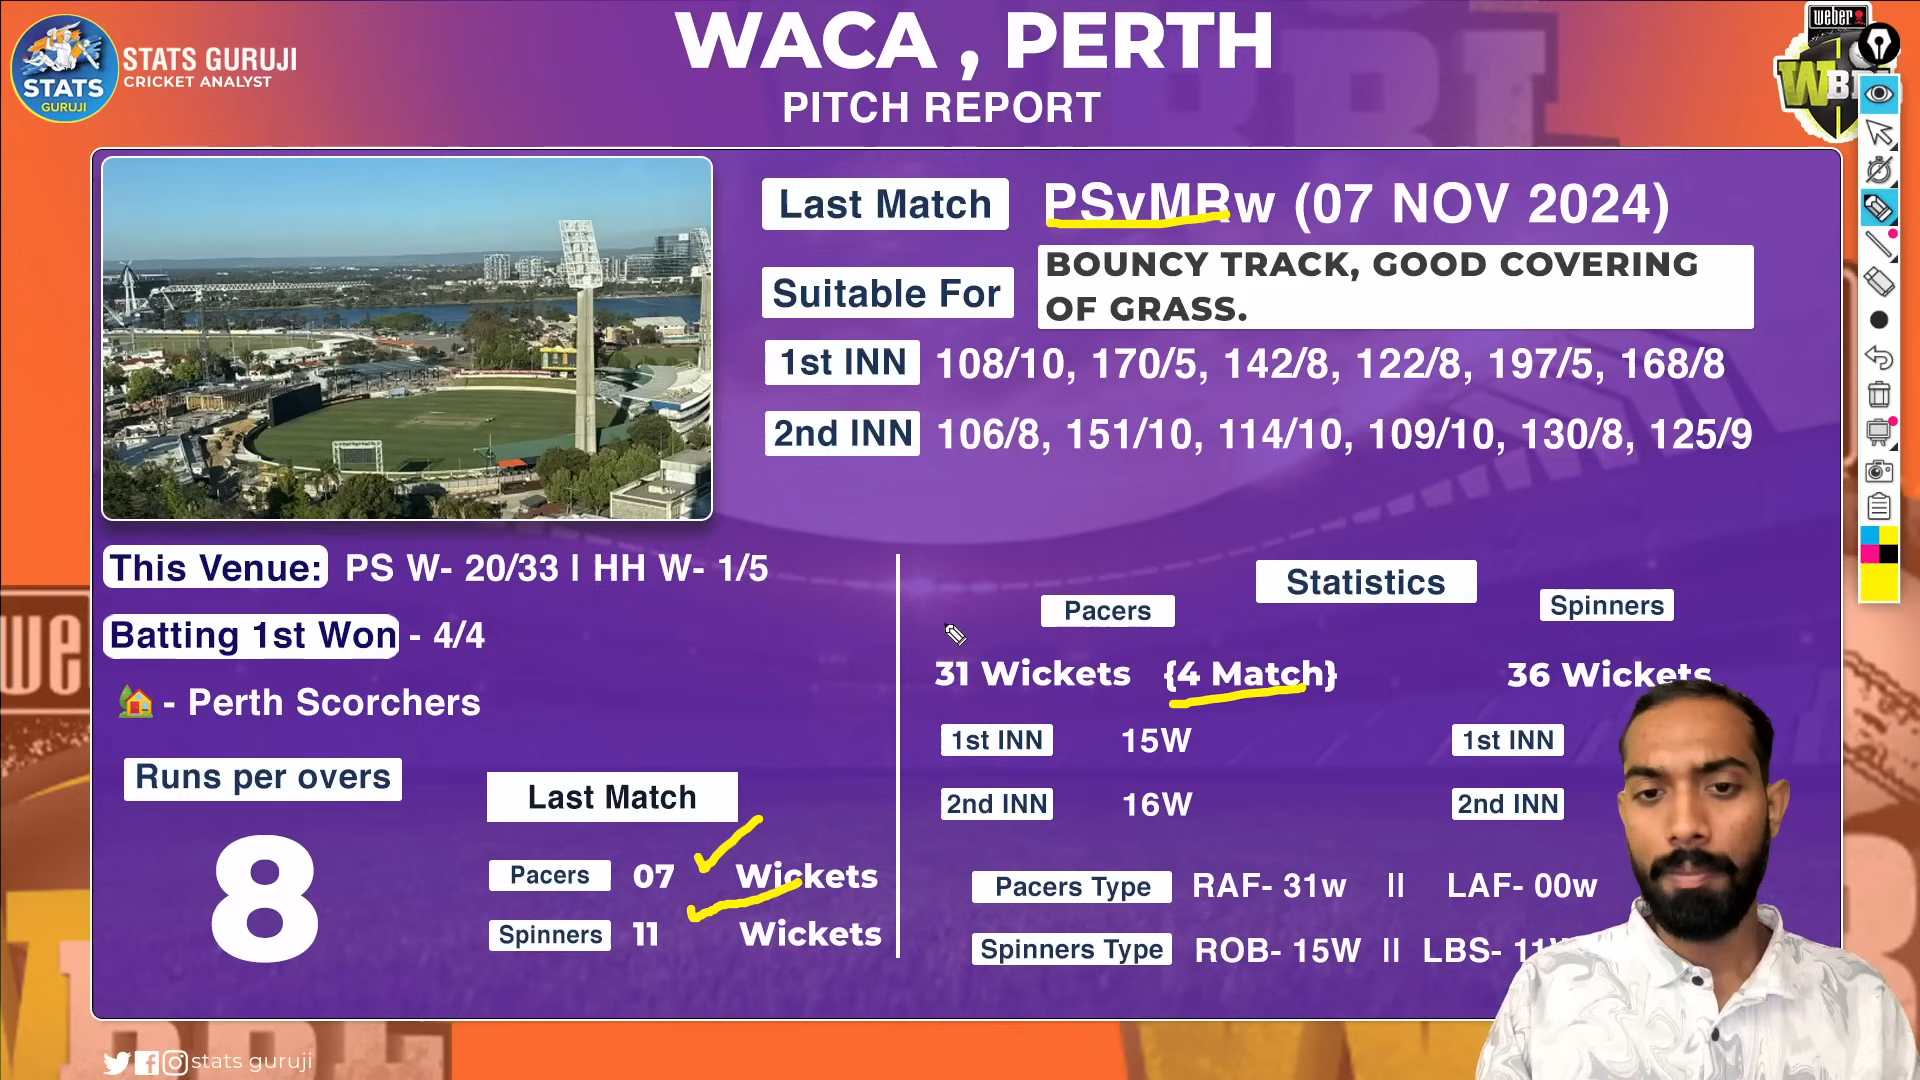 STATS GURUJI
CRICKET ANALYST
STATS
GURUJI
WACA , PERTH
PITCH REPORT
weber
Last Match PSvMRw (07 NOV 2024)
Suitable For BOUNCY TRACK, GOOD COVERING
OF GRASS.
1st INN 108/10, 170/5, 142/8, 122/8, 197/5, 168/8
2nd INN 106/8, 151/10, 114/10, 109/10, 130/8, 125/9
This Venue: PS W- 20/33 I HH W- 1/5
Batting 1st Won - 4/4
- Perth Scorchers
Runs per overs
8
Last Match
Pacers 07 Wickets
Spinners 11 Wickets
Statistics
Pacers
31 Wickets {4 Match}
1st INN 15W
2nd INN 16W
Spinners
36 Wickets
1st INN
2nd INN
Pacers Type RAF- 31w II LAF- 00w
Spinners Type ROB- 15W II LBS-
stats guruji